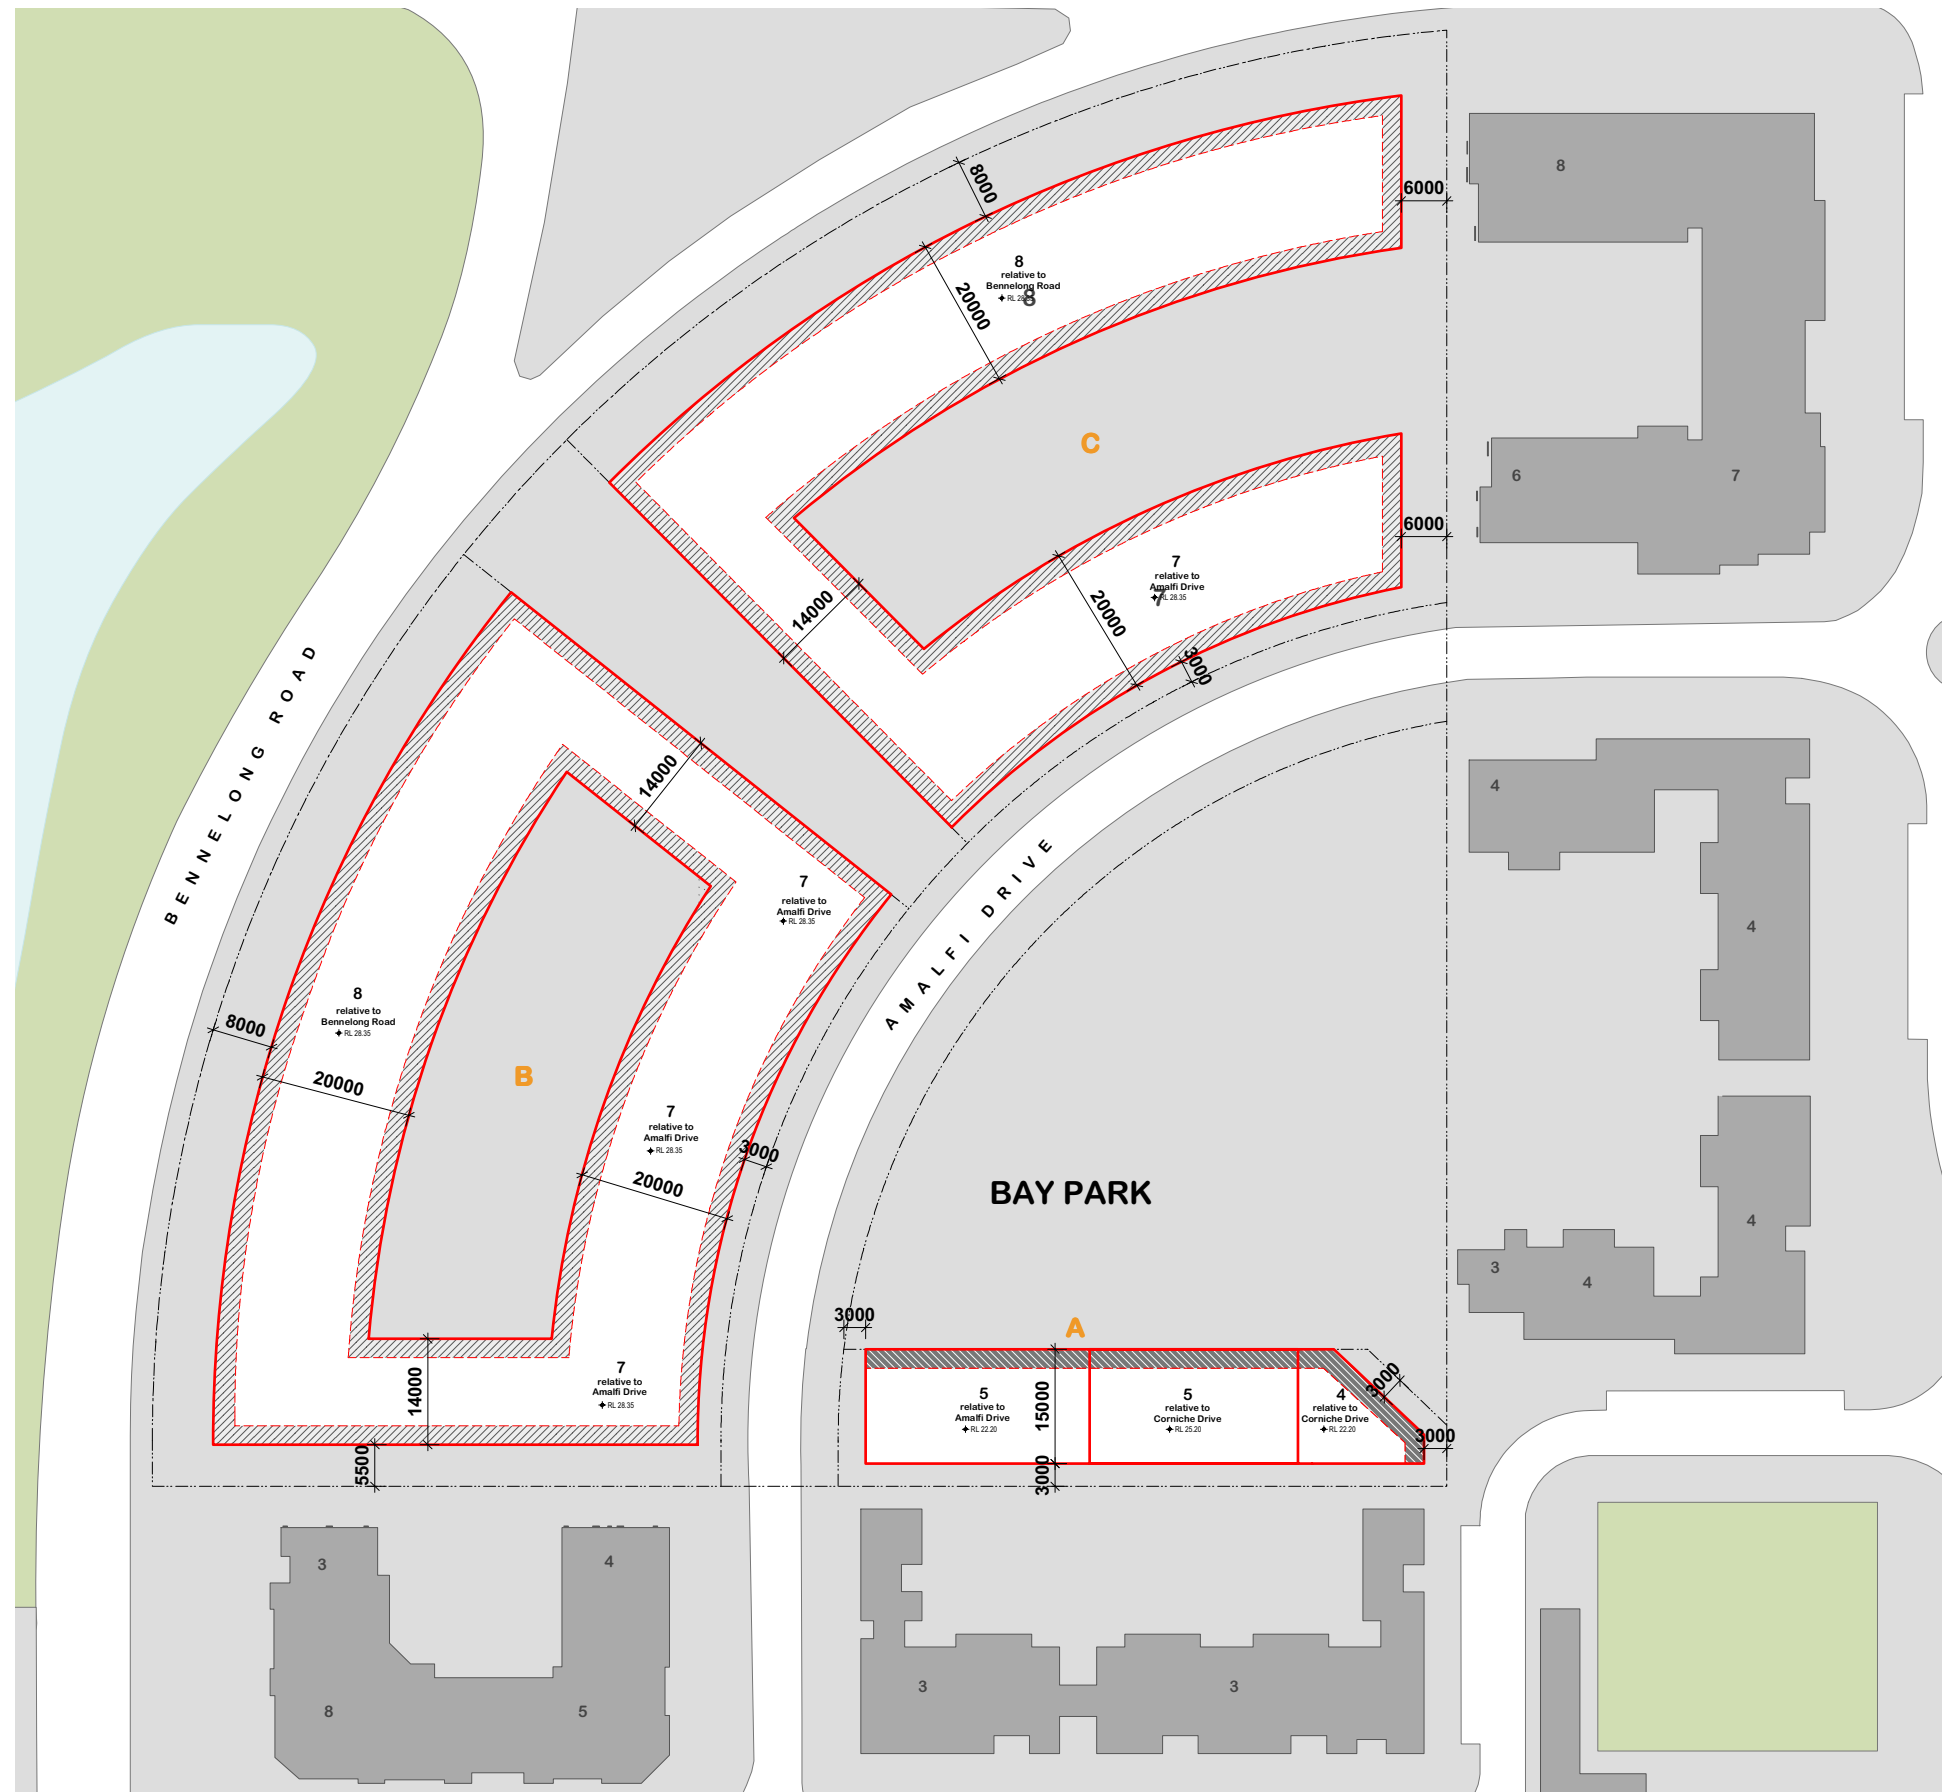 8000
6000
8
8
relative to
Bennelong Road
RL 28.35
8
20000
C
6
7
6000
7
relative to
Amalfi Drive
RL 28.35
7
14000
20000
3000
BENNELONG ROAD
14000
4
7
relative to
Amalfi Drive
RL 28.35
AMALFI DRIVE
4
8
relative to
Bennelong Road
RL 28.35
8000
20000
B
7
relative to
Amalfi Drive
RL 28.35
3000
20000
BAY PARK
4
3
4
3000
A
7
relative to
Amalfi Drive
RL 28.35
14000
5500
5
relative to
Amalfi Drive
RL 22.20
15000
3000
5
relative to
Corniche Drive
RL 25.20
4
relative to
Corniche Drive
RL 22.20
3000
3000
3
4
8
5
3
3